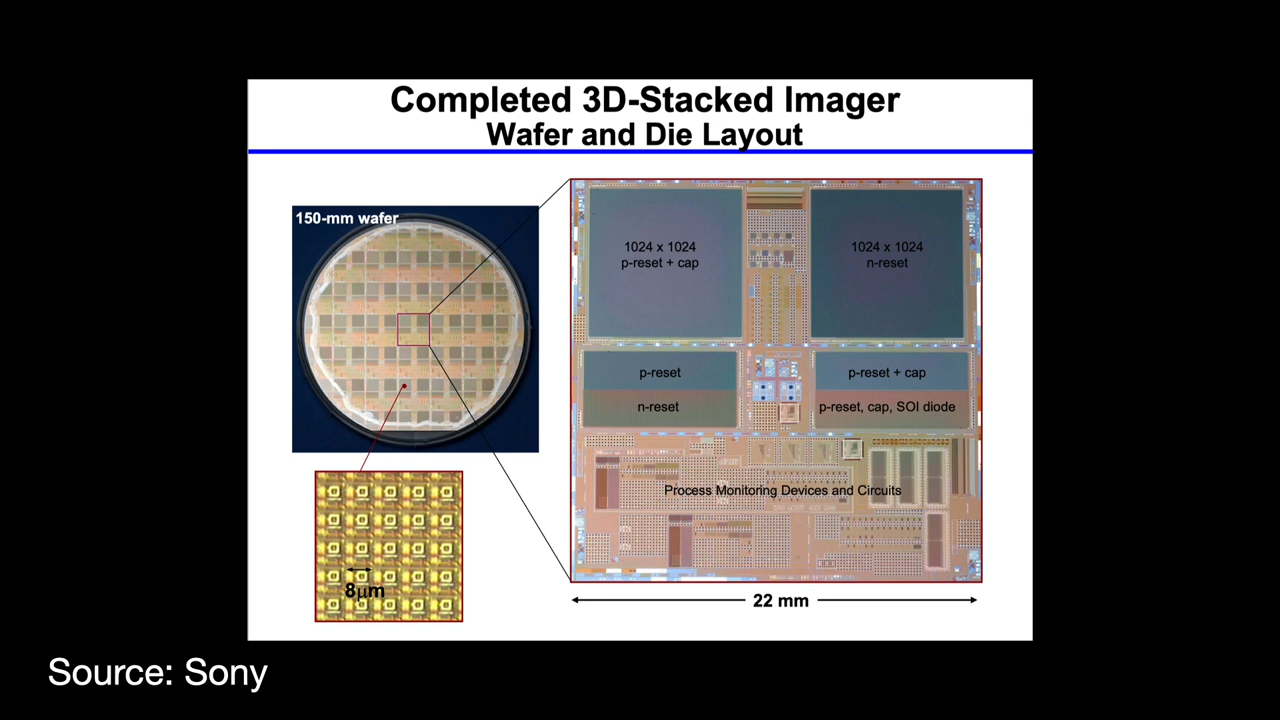 Completed 3D-Stacked Imager
Wafer and Die Layout
150-mm wafer
1024 x 1024
p-reset + cap
1024 x 1024
n-reset
p-reset
n-reset
p-reset + cap
p-reset, cap, SOI diode
Process Monitoring Devices and Circuits
8μm
22 mm
Source: Sony